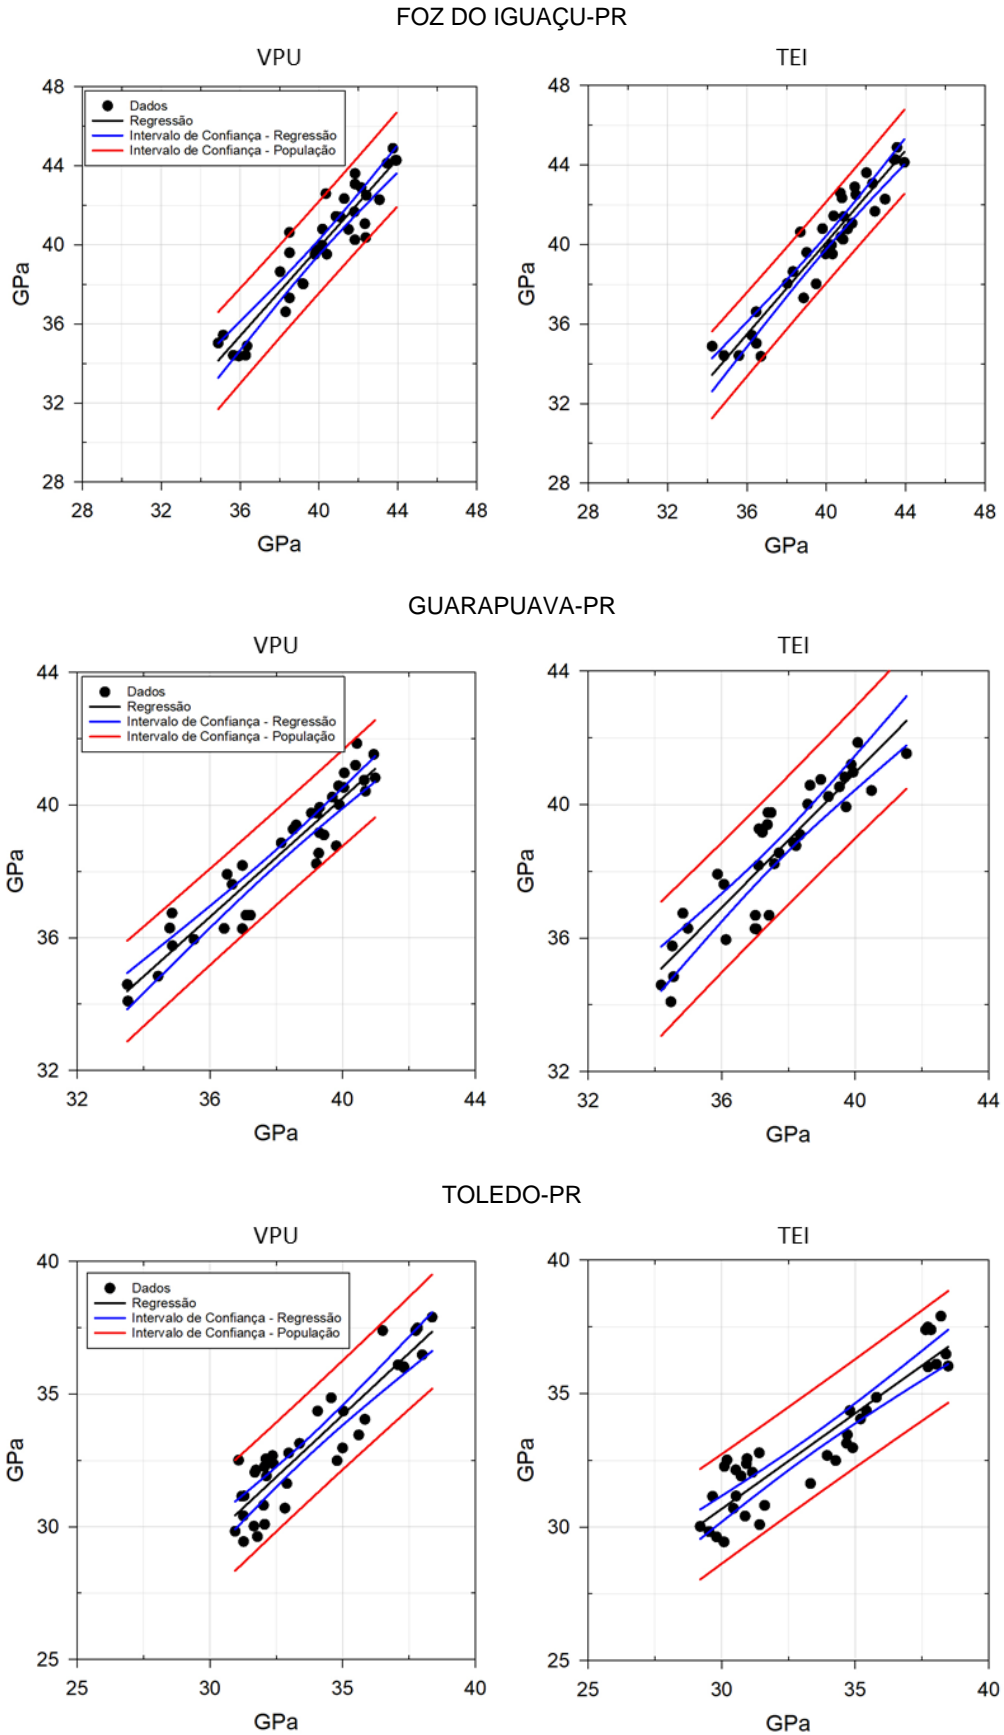 FOZ DO IGUAÇU-PR
VPU
TEI
48
44
40
36
32
28
GPa
Dados
Regressão
Intervalo de Confiança - Regressão
Intervalo de Confiança - População
28 32 36 40 44 48
GPa
48
44
40
36
32
28
GPa
28 32 36 40 44 48
GPa
GUARAPUAVA-PR
VPU
TEI
44
40
36
32
GPa
Dados
Regressão
Intervalo de Confiança - Regressão
Intervalo de Confiança - População
32 36 40 44
GPa
44
40
36
32
GPa
32 36 40 44
GPa
TOLEDO-PR
VPU
TEI
40
35
30
25
GPa
Dados
Regressão
Intervalo de Confiança - Regressão
Intervalo de Confiança - População
25 30 35 40
GPa
40
35
30
25
GPa
25 30 35 40
GPa